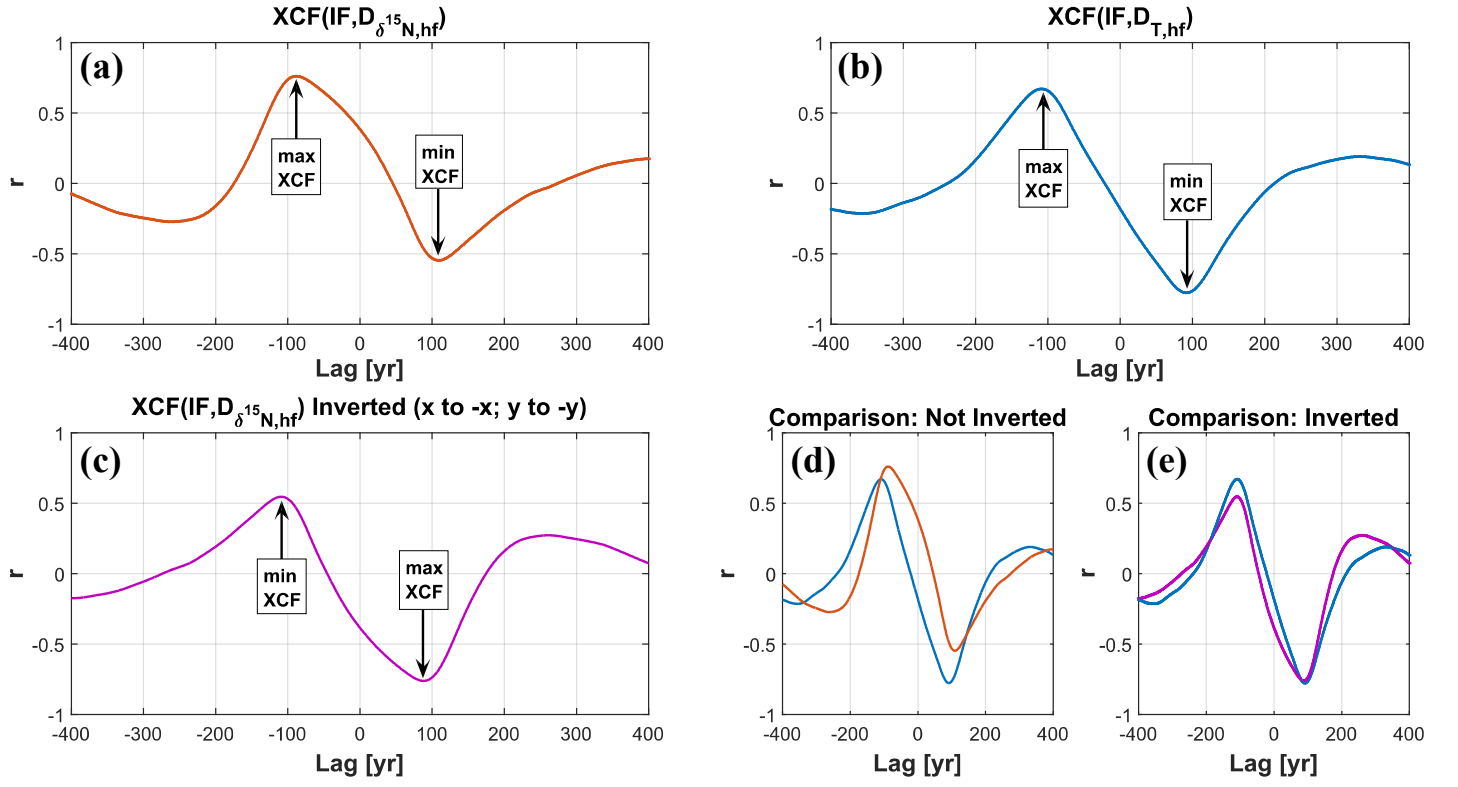 XCF(IF,D_{δ¹⁵N,hf})
(a)
1
0.5
0
-0.5
-1
r
max
XCF
min
XCF
-400 -300 -200 -100 0 100 200 300 400
Lag [yr]
XCF(IF,D_{T,hf})
(b)
1
0.5
0
-0.5
-1
r
max
XCF
min
XCF
-400 -300 -200 -100 0 100 200 300 400
Lag [yr]
XCF(IF,D_{δ¹⁵N,hf}) Inverted (x to -x; y to -y)
(c)
1
0.5
0
-0.5
-1
r
min
XCF
max
XCF
-400 -300 -200 -100 0 100 200 300 400
Lag [yr]
Comparison: Not Inverted
(d)
1
0.5
0
-0.5
-1
r
-400 -200 0 200 400
Lag [yr]
Comparison: Inverted
(e)
1
0.5
0
-0.5
-1
r
-400 -200 0 200 400
Lag [yr]